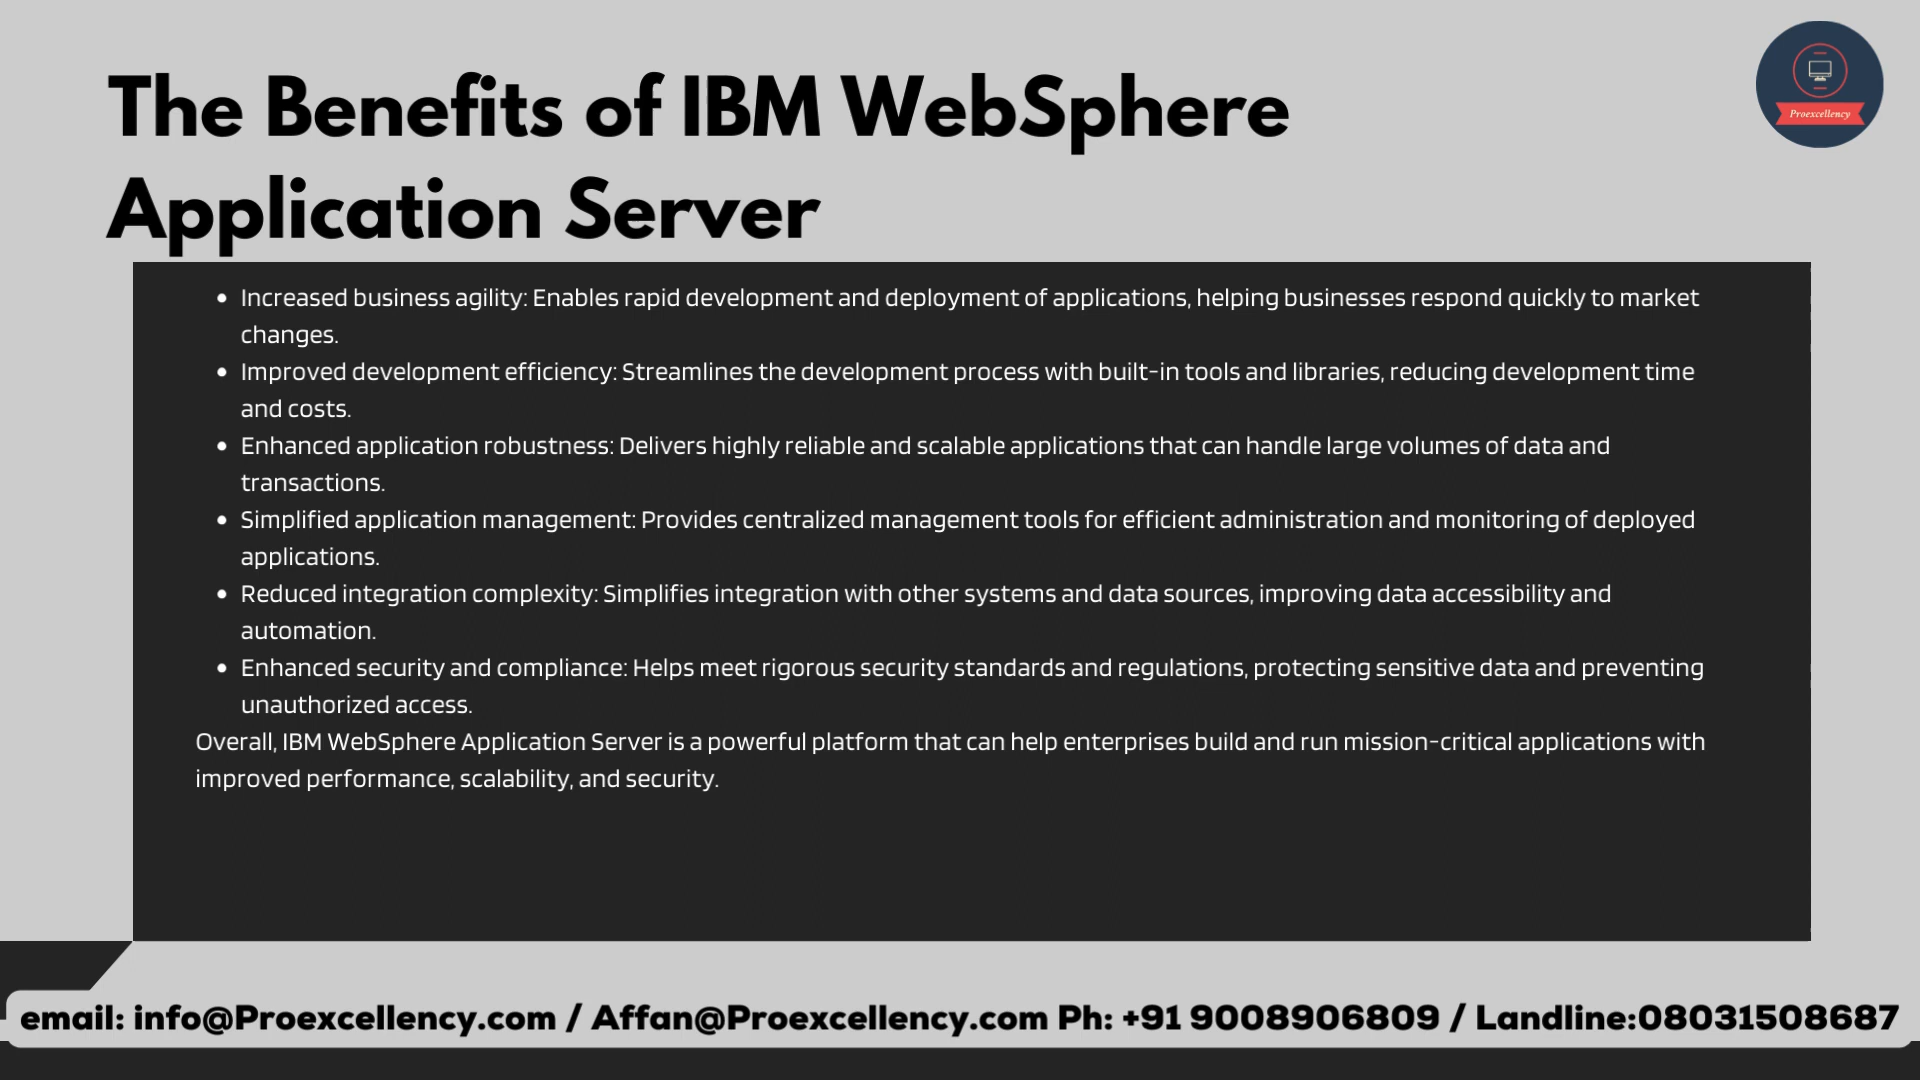 The Benefits of IBM WebSphere
Application Server
Proexcellency
• Increased business agility: Enables rapid development and deployment of applications, helping businesses respond quickly to market
changes.
• Improved development efficiency: Streamlines the development process with built-in tools and libraries, reducing development time
and costs.
• Enhanced application robustness: Delivers highly reliable and scalable applications that can handle large volumes of data and
transactions.
• Simplified application management: Provides centralized management tools for efficient administration and monitoring of deployed
applications.
• Reduced integration complexity: Simplifies integration with other systems and data sources, improving data accessibility and
automation.
• Enhanced security and compliance: Helps meet rigorous security standards and regulations, protecting sensitive data and preventing
unauthorized access.
Overall, IBM WebSphere Application Server is a powerful platform that can help enterprises build and run mission-critical applications with
improved performance, scalability, and security.
email: info@Proexcellency.com / Affan@Proexcellency.com Ph: +91 9008906809 / Landline:08031508687